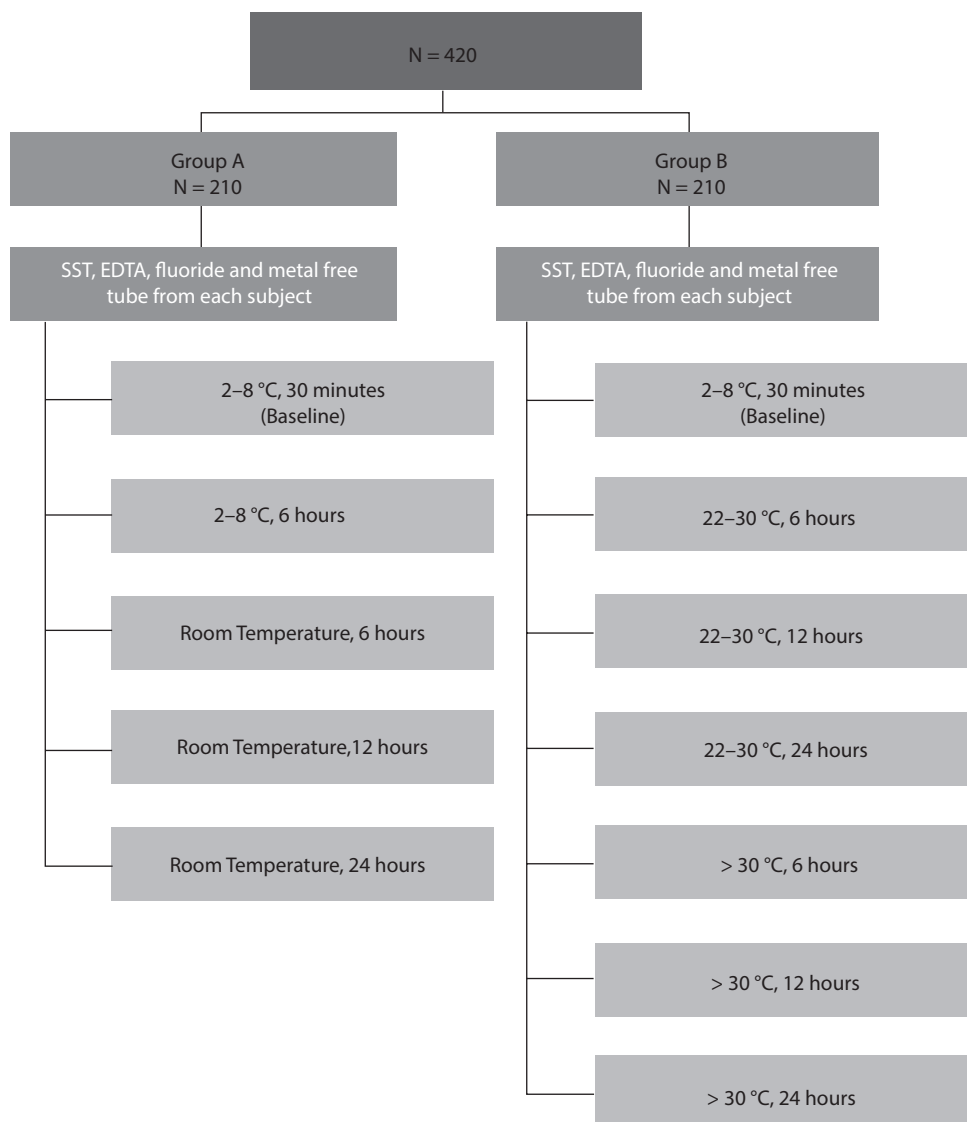 N = 420
Group A
N = 210
SST, EDTA, fluoride and metal free
tube from each subject
2–8 °C, 30 minutes
(Baseline)
2–8 °C, 6 hours
Room Temperature, 6 hours
Room Temperature,12 hours
Room Temperature, 24 hours
Group B
N = 210
SST, EDTA, fluoride and metal free
tube from each subject
2–8 °C, 30 minutes
(Baseline)
22–30 °C, 6 hours
22–30 °C, 12 hours
22–30 °C, 24 hours
> 30 °C, 6 hours
> 30 °C, 12 hours
> 30 °C, 24 hours